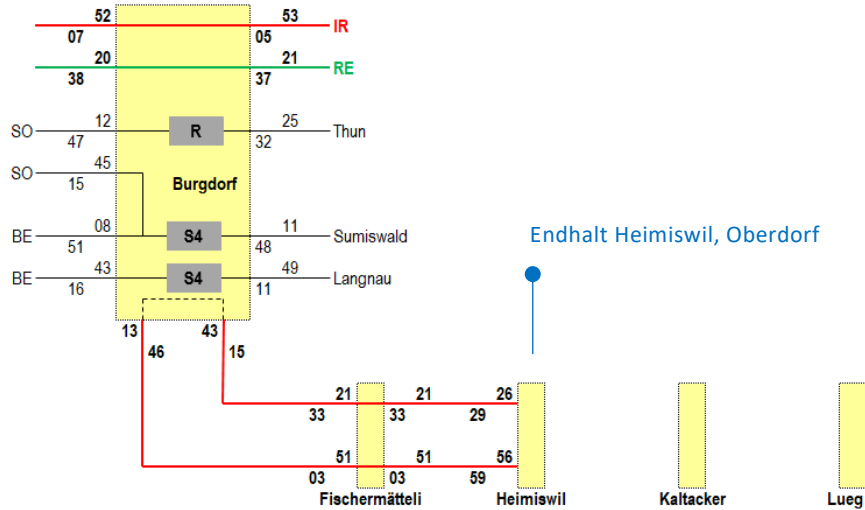 52 53
IR
07 05
20 21
RE
38 37
12 25
SO R Thun
47 32
45
SO
15 Burgdorf
08 11
BE S4 Sumiswald
51 48
Endhalt Heimiswil, Oberdorf
43 49
BE S4 Langnau
16 11
13 43
46 15
21 21 26
33 33 29
51 51 56
03 03 59
Fischermätteli Heimiswil Kaltacker Lueg